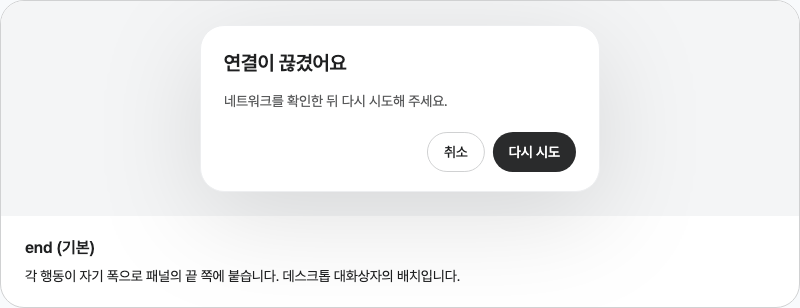 연결이 끊겼어요
네트워크를 확인한 뒤 다시 시도해 주세요.
취소 다시 시도
end (기본)
각 행동이 자기 폭으로 패널의 끝 쪽에 붙습니다. 데스크톱 대화상자의 배치입니다.